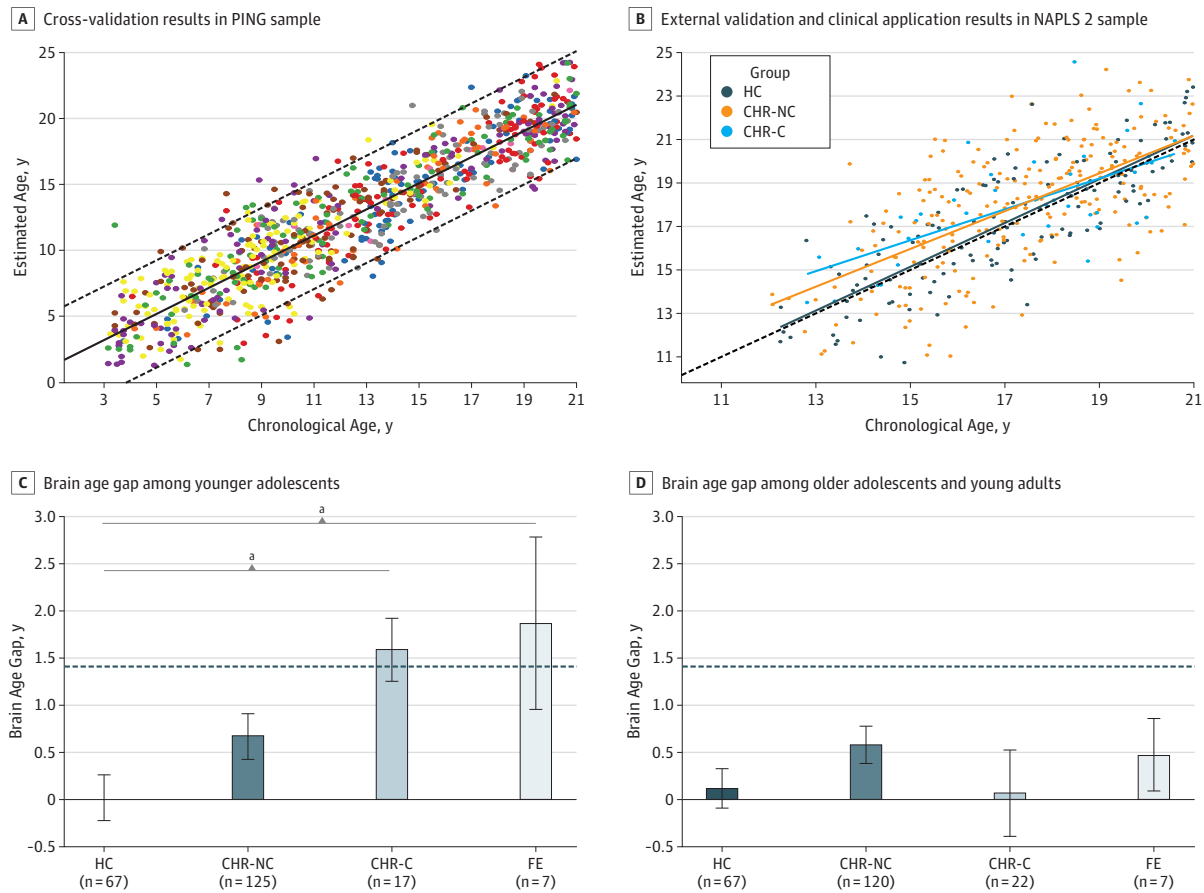 A Cross-validation results in PING sample
25
20
15
10
5
0
Estimated Age, y
3 5 7 9 11 13 15 17 19 21
Chronological Age, y
B External validation and clinical application results in NAPLS 2 sample
25
23
21
19
17
15
13
11
Estimated Age, y
Group
HC
CHR-NC
CHR-C
11 13 15 17 19 21
Chronological Age, y
C Brain age gap among younger adolescents
3.0
2.5
2.0
1.5
1.0
0.5
0
-0.5
Brain Age Gap, y
a
a
HC CHR-NC CHR-C FE
(n=67) (n=125) (n=17) (n=7)
D Brain age gap among older adolescents and young adults
3.0
2.5
2.0
1.5
1.0
0.5
0
-0.5
Brain Age Gap, y
HC CHR-NC CHR-C FE
(n=67) (n=120) (n=22) (n=7)